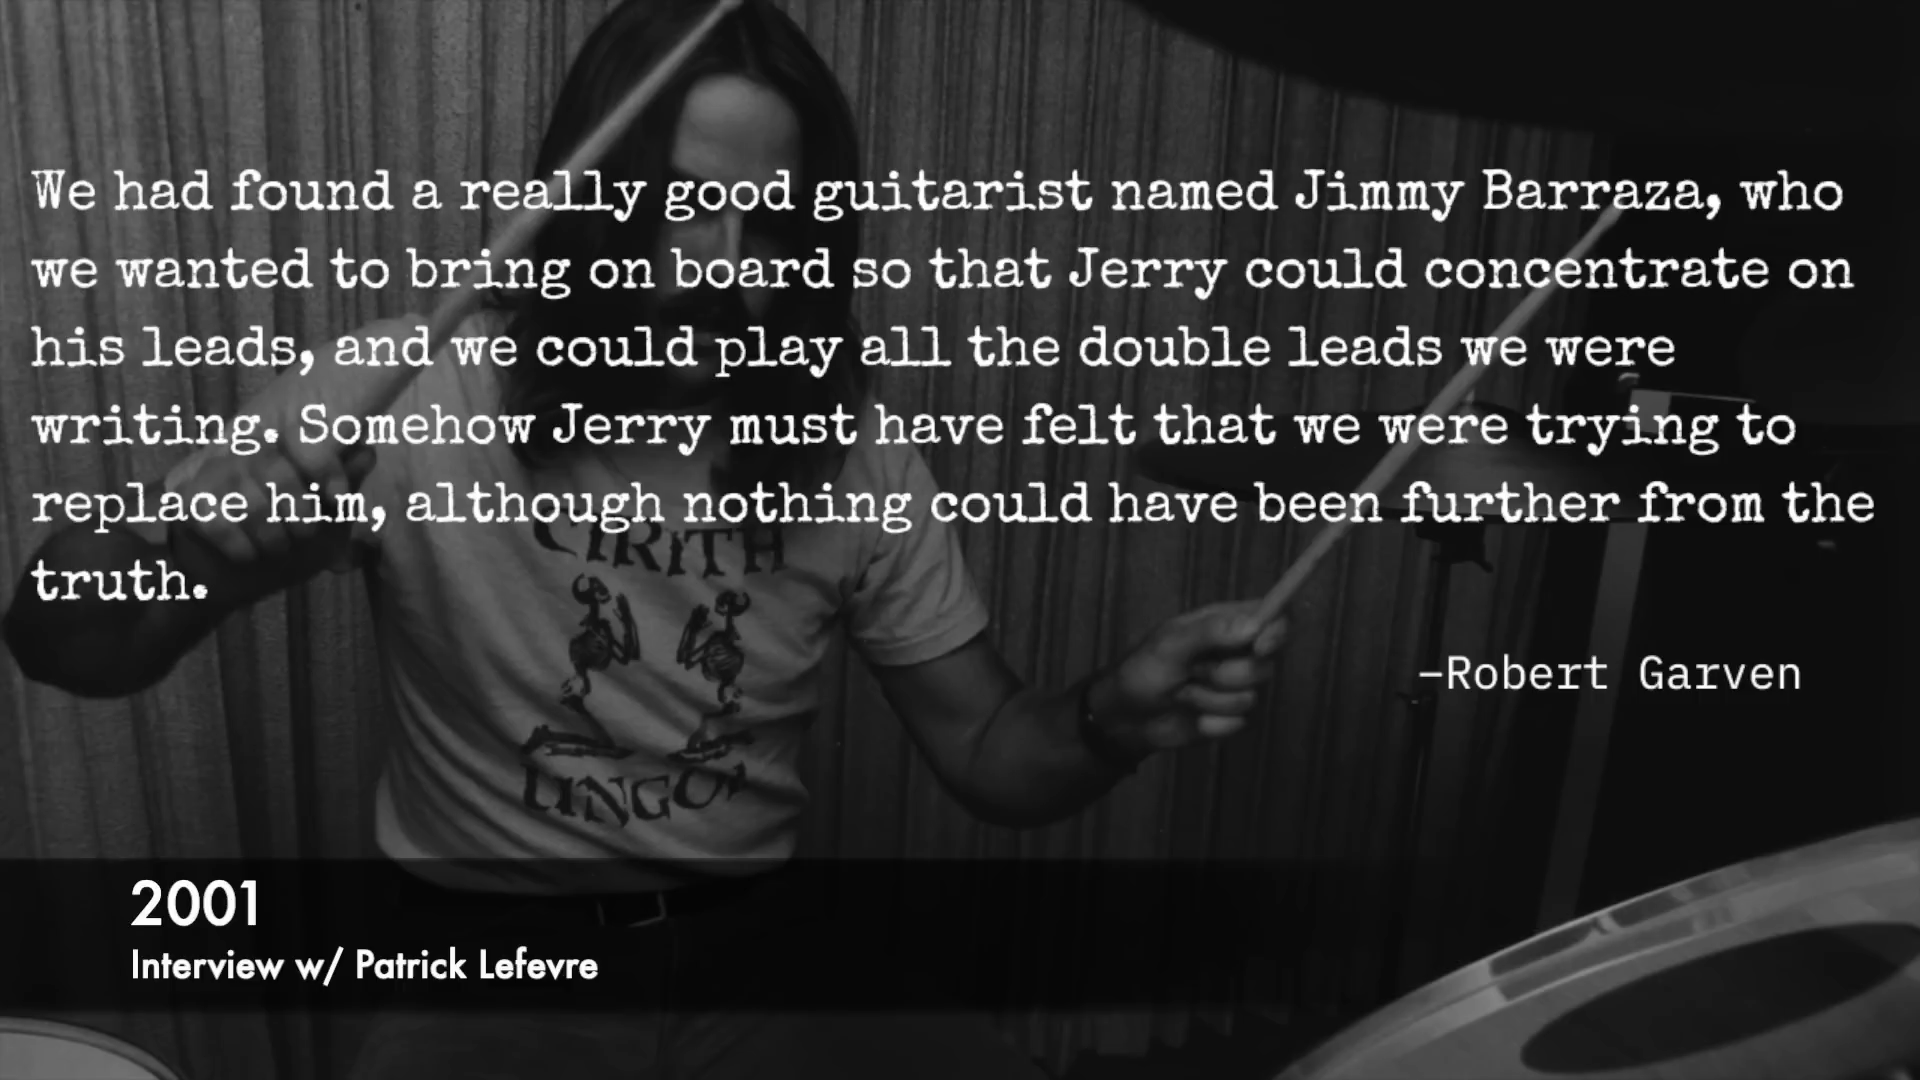 We had found a really good guitarist named Jimmy Barraza, who
we wanted to bring on board so that Jerry could concentrate on
his leads, and we could play all the double leads we were
writing. Somehow Jerry must have felt that we were trying to
replace him, although nothing could have been further from the
truth.
CIRITH
UNGOL
–Robert Garven
2001
Interview w/ Patrick Lefevre